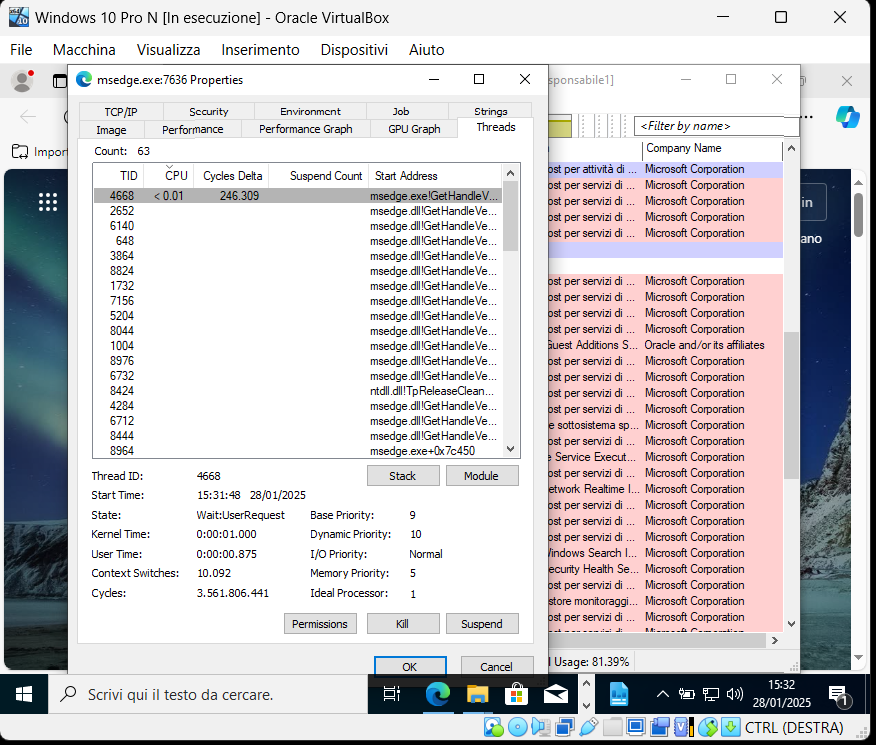 Windows 10 Pro N [In esecuzione] - Oracle VirtualBox
File Macchina Visualizza Inserimento Dispositivi Aiuto
msedge.exe:7636 Properties
sponsabile1]
TCP/IP Security Environment Job Strings
Image Performance Performance Graph GPU Graph Threads
<Filter by name>
Import
Count: 63
Company Name
TID CPU Cycles Delta Suspend Count Start Address
4668 < 0.01 246.309 msedge.exe!GetHandleV...
2652 msedge.dll!GetHandleVe...
6140 msedge.dll!GetHandleVe...
648 msedge.dll!GetHandleVe...
3864 msedge.dll!GetHandleVe...
8824 msedge.dll!GetHandleVe...
1732 msedge.dll!GetHandleVe...
7156 msedge.dll!GetHandleVe...
5204 msedge.dll!GetHandleVe...
8044 msedge.dll!GetHandleVe...
1004 msedge.dll!GetHandleVe...
8976 msedge.dll!GetHandleVe...
6732 msedge.dll!GetHandleVe...
8424 ntdll.dll!TpReleaseClean...
4284 msedge.dll!GetHandleVe...
6712 msedge.dll!GetHandleVe...
8444 msedge.dll!GetHandleVe...
8964 msedge.exe+0x7c450
Thread ID: 4668 Stack Module
Start Time: 15:31:48 28/01/2025
State: Wait:UserRequest Base Priority: 9
Kernel Time: 0:00:01.000 Dynamic Priority: 10
User Time: 0:00:00.875 I/O Priority: Normal
Context Switches: 10.092 Memory Priority: 5
Cycles: 3.561.806.441 Ideal Processor: 1
Permissions Kill Suspend
OK Cancel
ost per attività di ... Microsoft Corporation
ost per servizi di ... Microsoft Corporation
ost per servizi di ... Microsoft Corporation
ost per servizi di ... Microsoft Corporation
ost per servizi di ... Microsoft Corporation
ost per servizi di ... Microsoft Corporation
ost per servizi di ... Microsoft Corporation
ost per servizi di ... Microsoft Corporation
ost per servizi di ... Microsoft Corporation
Guest Additions S... Oracle and/or its affiliates
ost per servizi di ... Microsoft Corporation
ost per servizi di ... Microsoft Corporation
ost per servizi di ... Microsoft Corporation
ost per servizi di ... Microsoft Corporation
e sottosistema sp... Microsoft Corporation
ost per servizi di ... Microsoft Corporation
e Service Execut... Microsoft Corporation
ost per servizi di ... Microsoft Corporation
etwork Realtime I... Microsoft Corporation
ost per servizi di ... Microsoft Corporation
ost per servizi di ... Microsoft Corporation
ost per servizi di ... Microsoft Corporation
Windows Search I... Microsoft Corporation
ecurity Health Se... Microsoft Corporation
ost per servizi di ... Microsoft Corporation
store monitoraggi... Microsoft Corporation
ost per servizi di ... Microsoft Corporation
ost per servizi di ... Microsoft Corporation
l Usage: 81.39%
in
ano
Scrivi qui il testo da cercare.
15:32
28/01/2025
1
CTRL (DESTRA)